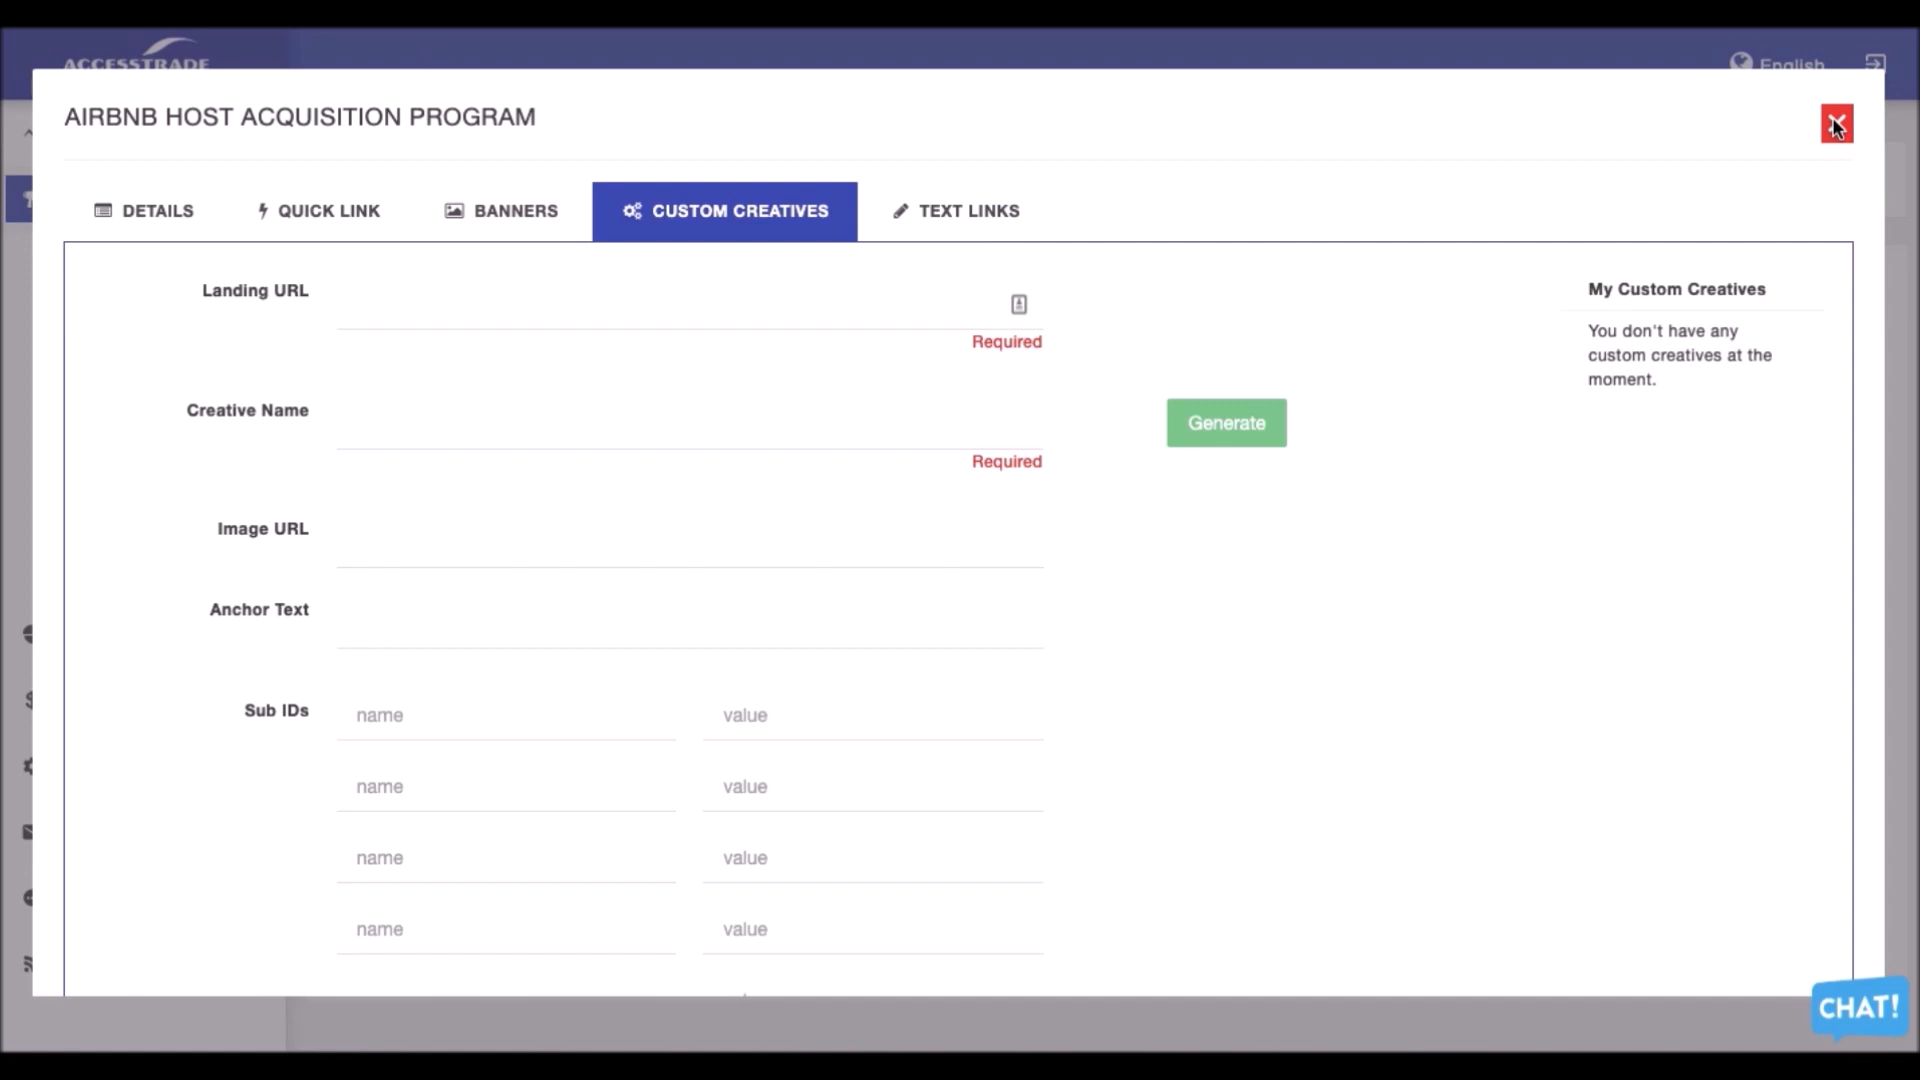 ACCESSTRADE
English
AIRBNB HOST ACQUISITION PROGRAM
DETAILS
QUICK LINK
BANNERS
CUSTOM CREATIVES
TEXT LINKS
Landing URL
Required
Creative Name
Required
Generate
Image URL
Anchor Text
Sub IDs
name value
name value
name value
name value
My Custom Creatives
You don't have any
custom creatives at the
moment.
CHAT!